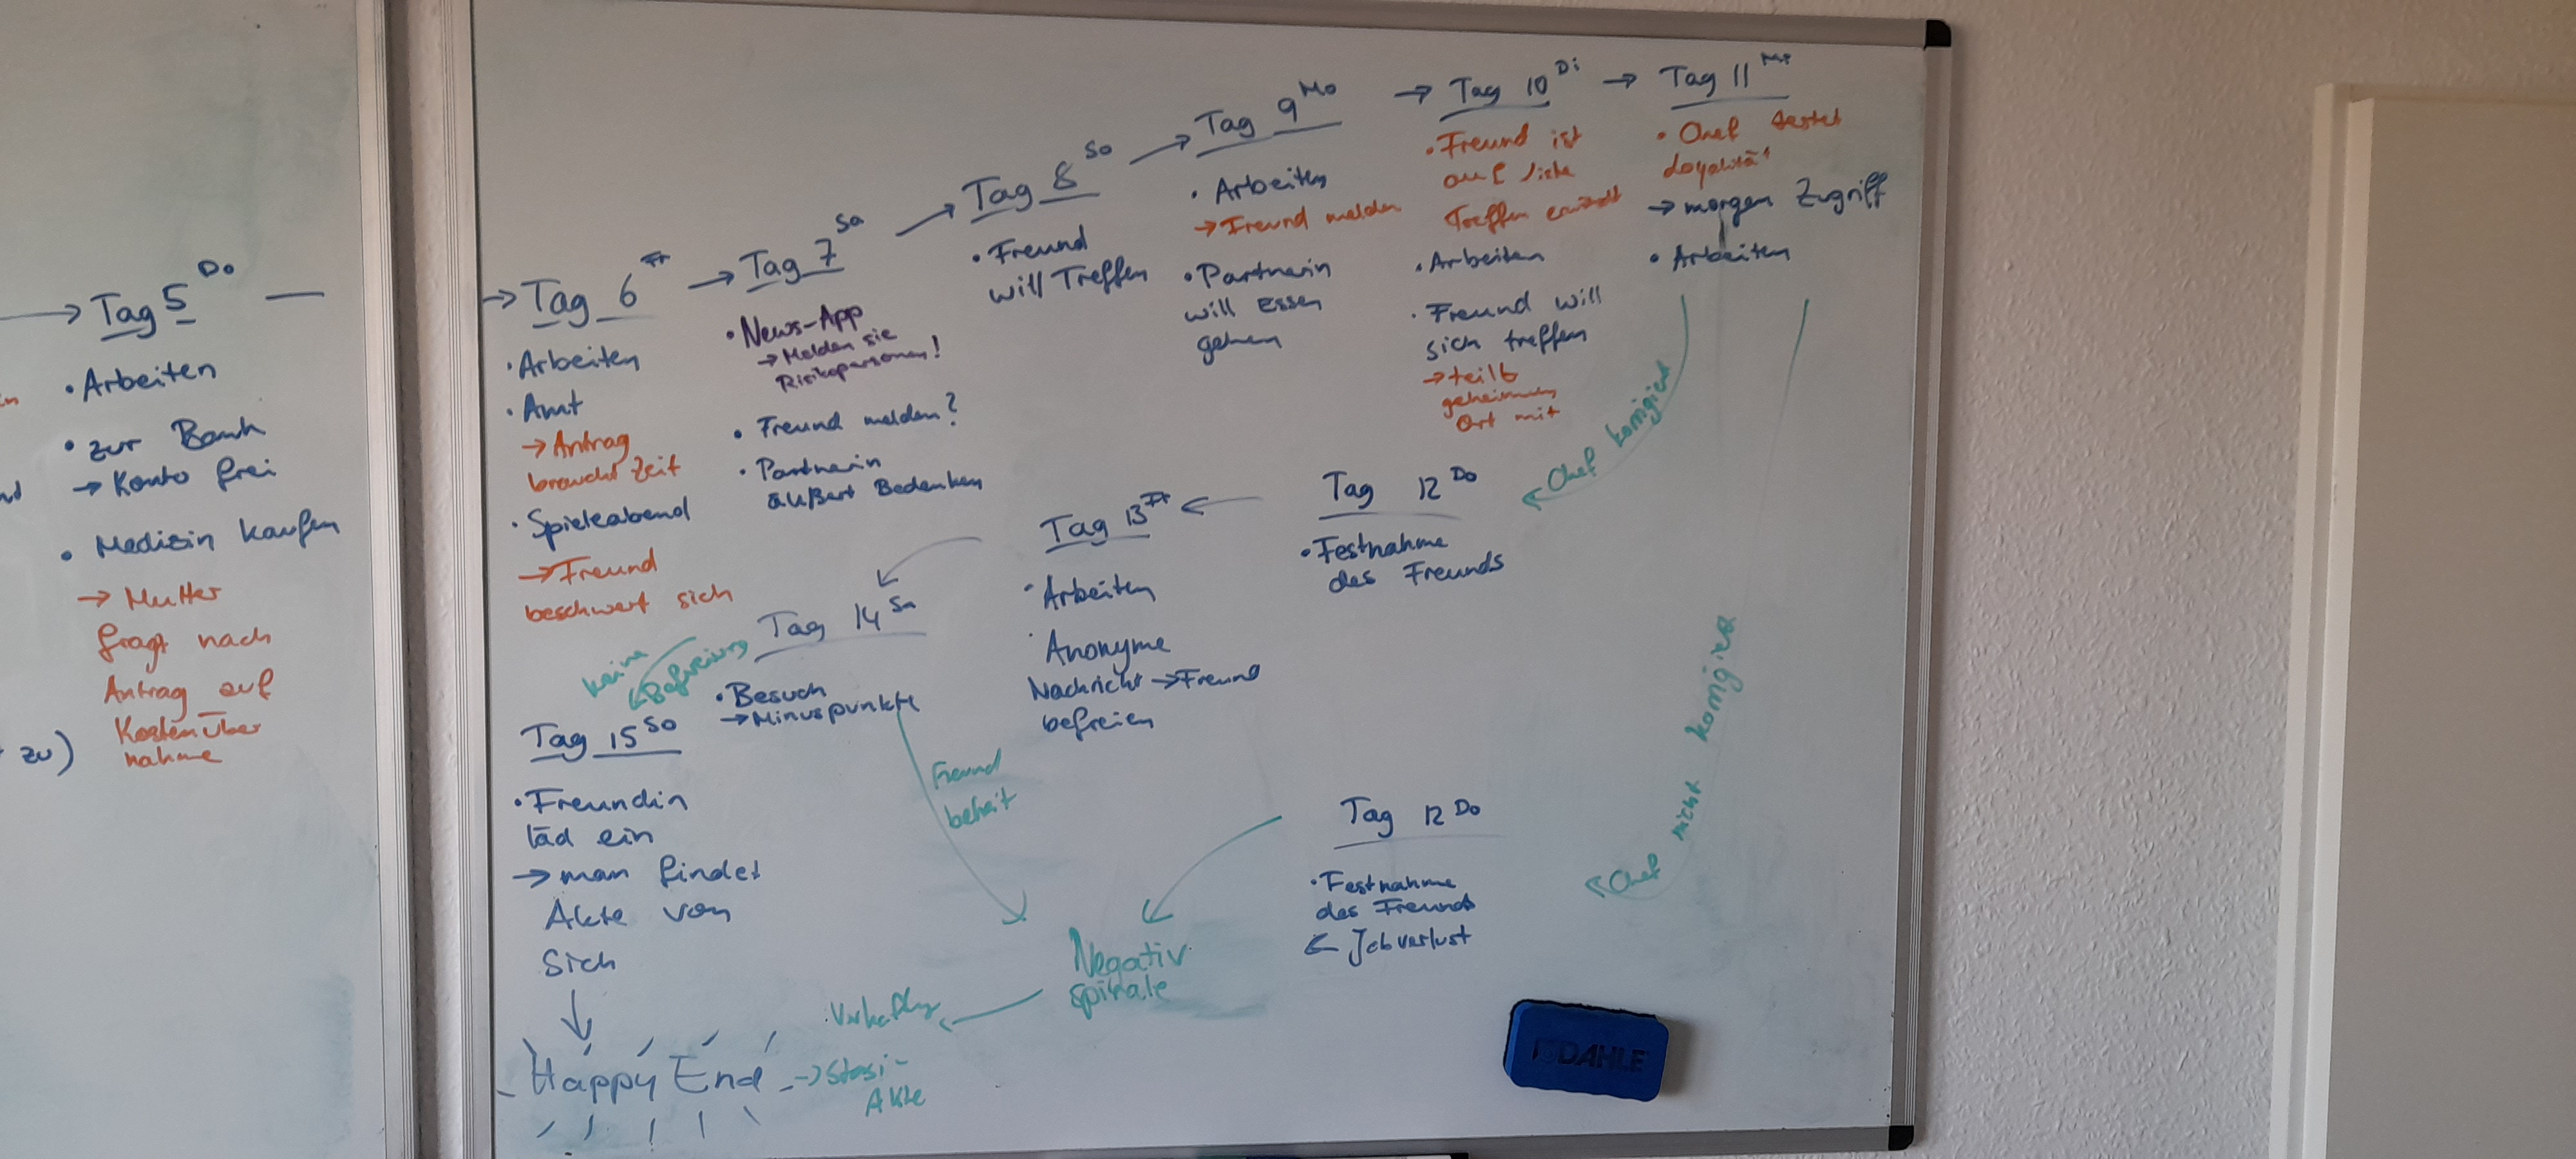 in
nd
zu)
Tag 5 Do
• Arbeiten
• zur Bank
→ Konto frei
• Medizin kaufen
→ Mutter
fragt nach
Antrag auf
Kostenüber
nahme
→ Tag 6 Fr
• Arbeiten
• Amt
→ Antrag
braucht Zeit
• Spieleabend
→ Freund
beschwert sich
→ Tag 7 Sa
• News-App
→ Melden sie
Risikopersonen!
• Freund melden?
• Partnerin
äußert Bedenken
→ Tag 8 So
• Freund
will Treffen
→ Tag 9 Mo
• Arbeiten
→ Freund melden
• Partnerin
will Essen
gehen
→ Tag 10 Di
• Freund ist
auf Liste
Treffen erwähnt
• Arbeiten
• Freund will
sich treffen
→ teilt
geheimen
Ort mit
→ Tag 11 Mi
• Chef testet
Loyalität
→ morgen Zugriff
• Arbeiten
Chef korrigiert
Tag 12 Do
• Festnahme
des Freunds
Tag 13 Fr
• Arbeiten
• Anonyme
Nachricht → Freund
befreien
Tag 14 Sa
• Besuch
→ Minuspunkte
keine
Befreiung
Tag 15 So
• Freundin
läd ein
→ man findet
Akte von
sich
Freund
befreit
Chef nicht korrigiert
Tag 12 Do
• Festnahme
des Freunds
← Jobverlust
Negativ
spirale
Verhaftung
Happy End
→ Stasi-
Akte
DAHLE